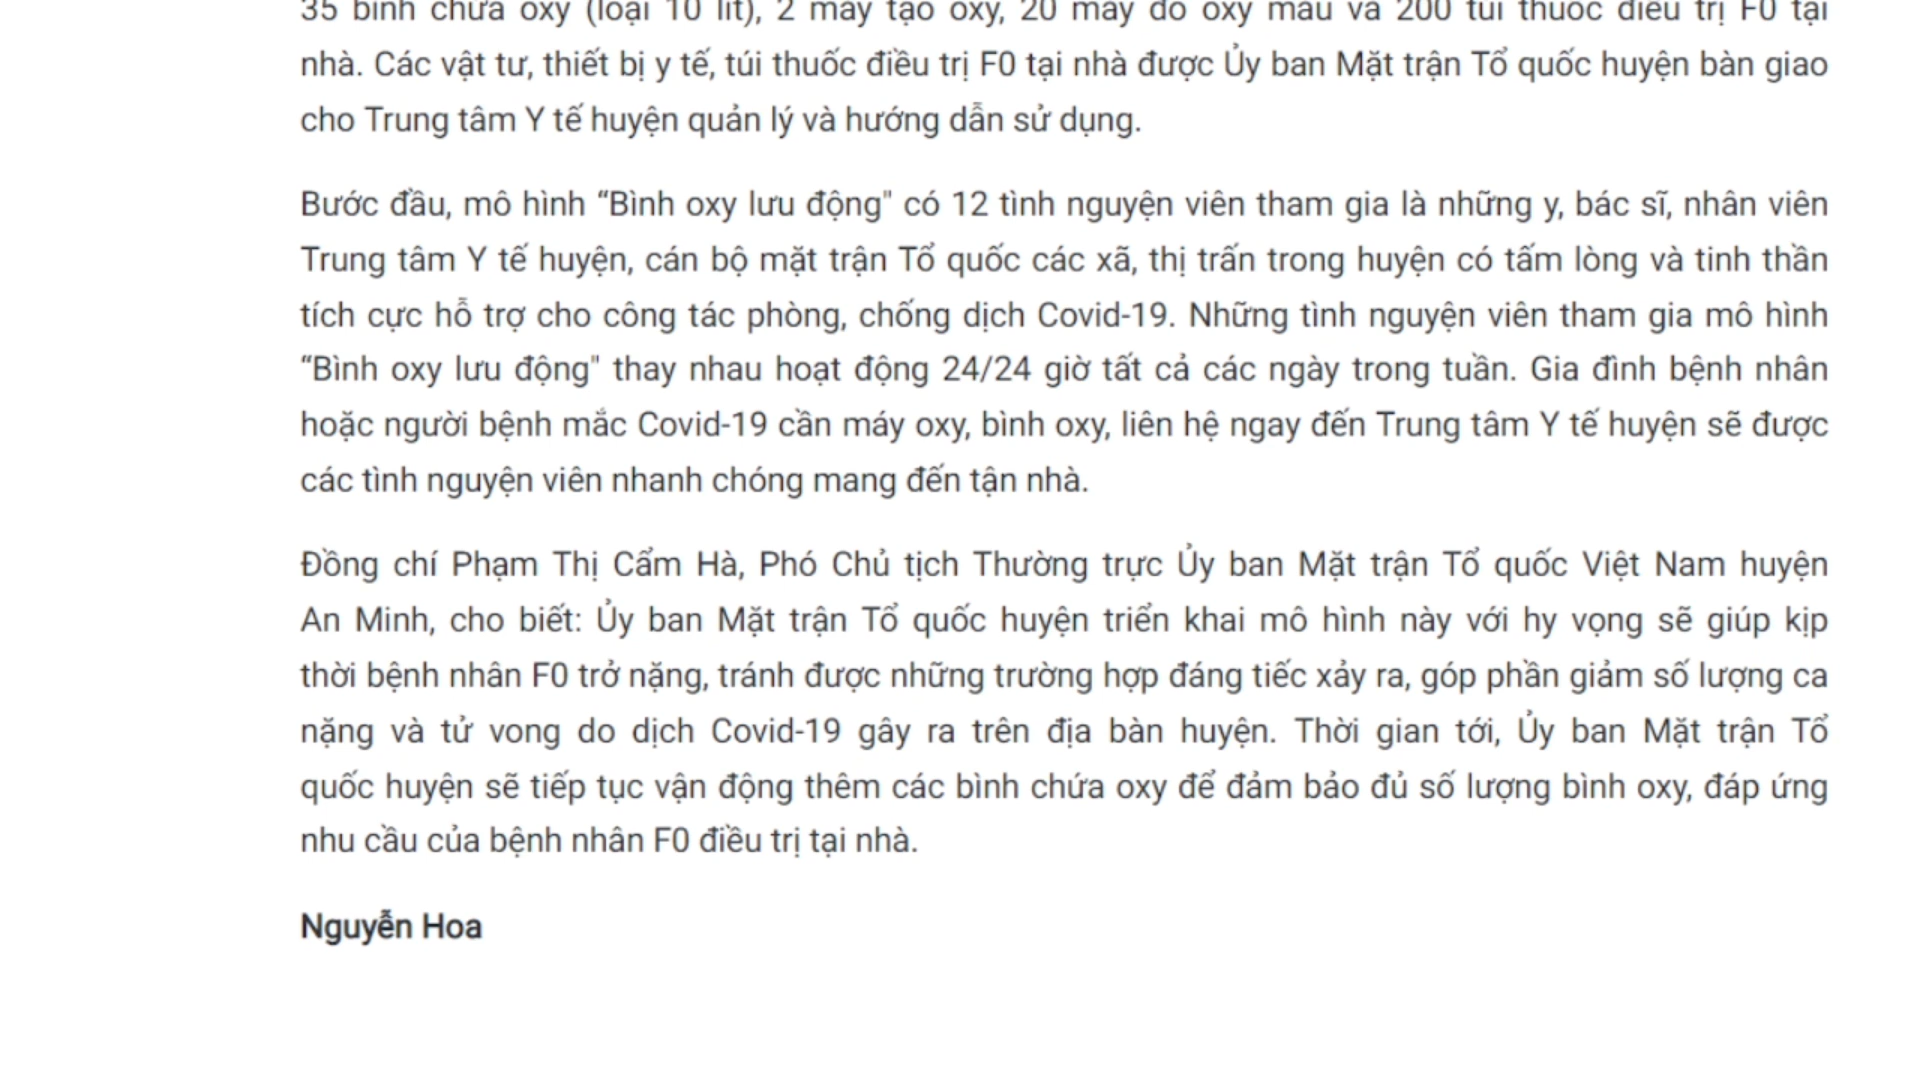 35 bình chứa oxy (loại 10 lít), 2 máy tạo oxy, 20 máy đo oxy máu và 200 túi thuốc điều trị F0 tại
nhà. Các vật tư, thiết bị y tế, túi thuốc điều trị F0 tại nhà được Ủy ban Mặt trận Tổ quốc huyện bàn giao
cho Trung tâm Y tế huyện quản lý và hướng dẫn sử dụng.
Bước đầu, mô hình “Bình oxy lưu động" có 12 tình nguyện viên tham gia là những y, bác sĩ, nhân viên
Trung tâm Y tế huyện, cán bộ mặt trận Tổ quốc các xã, thị trấn trong huyện có tấm lòng và tinh thần
tích cực hỗ trợ cho công tác phòng, chống dịch Covid-19. Những tình nguyện viên tham gia mô hình
“Bình oxy lưu động" thay nhau hoạt động 24/24 giờ tất cả các ngày trong tuần. Gia đình bệnh nhân
hoặc người bệnh mắc Covid-19 cần máy oxy, bình oxy, liên hệ ngay đến Trung tâm Y tế huyện sẽ được
các tình nguyện viên nhanh chóng mang đến tận nhà.
Đồng chí Phạm Thị Cẩm Hà, Phó Chủ tịch Thường trực Ủy ban Mặt trận Tổ quốc Việt Nam huyện
An Minh, cho biết: Ủy ban Mặt trận Tổ quốc huyện triển khai mô hình này với hy vọng sẽ giúp kịp
thời bệnh nhân F0 trở nặng, tránh được những trường hợp đáng tiếc xảy ra, góp phần giảm số lượng ca
nặng và tử vong do dịch Covid-19 gây ra trên địa bàn huyện. Thời gian tới, Ủy ban Mặt trận Tổ
quốc huyện sẽ tiếp tục vận động thêm các bình chứa oxy để đảm bảo đủ số lượng bình oxy, đáp ứng
nhu cầu của bệnh nhân F0 điều trị tại nhà.
Nguyễn Hoa